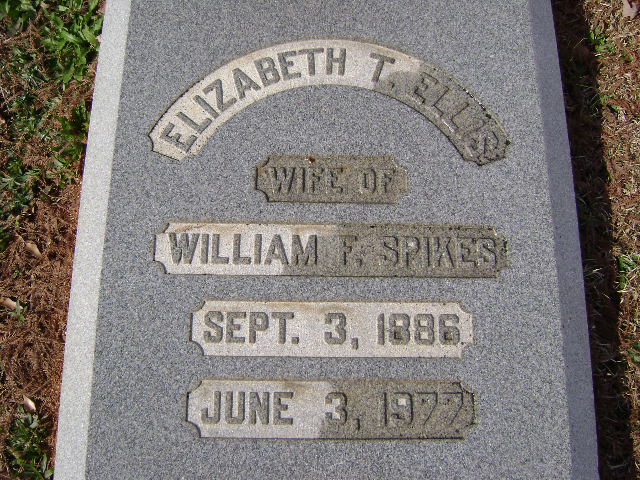 ELIZABETH T. ELLIS
WIFE OF
WILLIAM F. SPIKES
SEPT. 3, 1886
JUNE 3, 1977